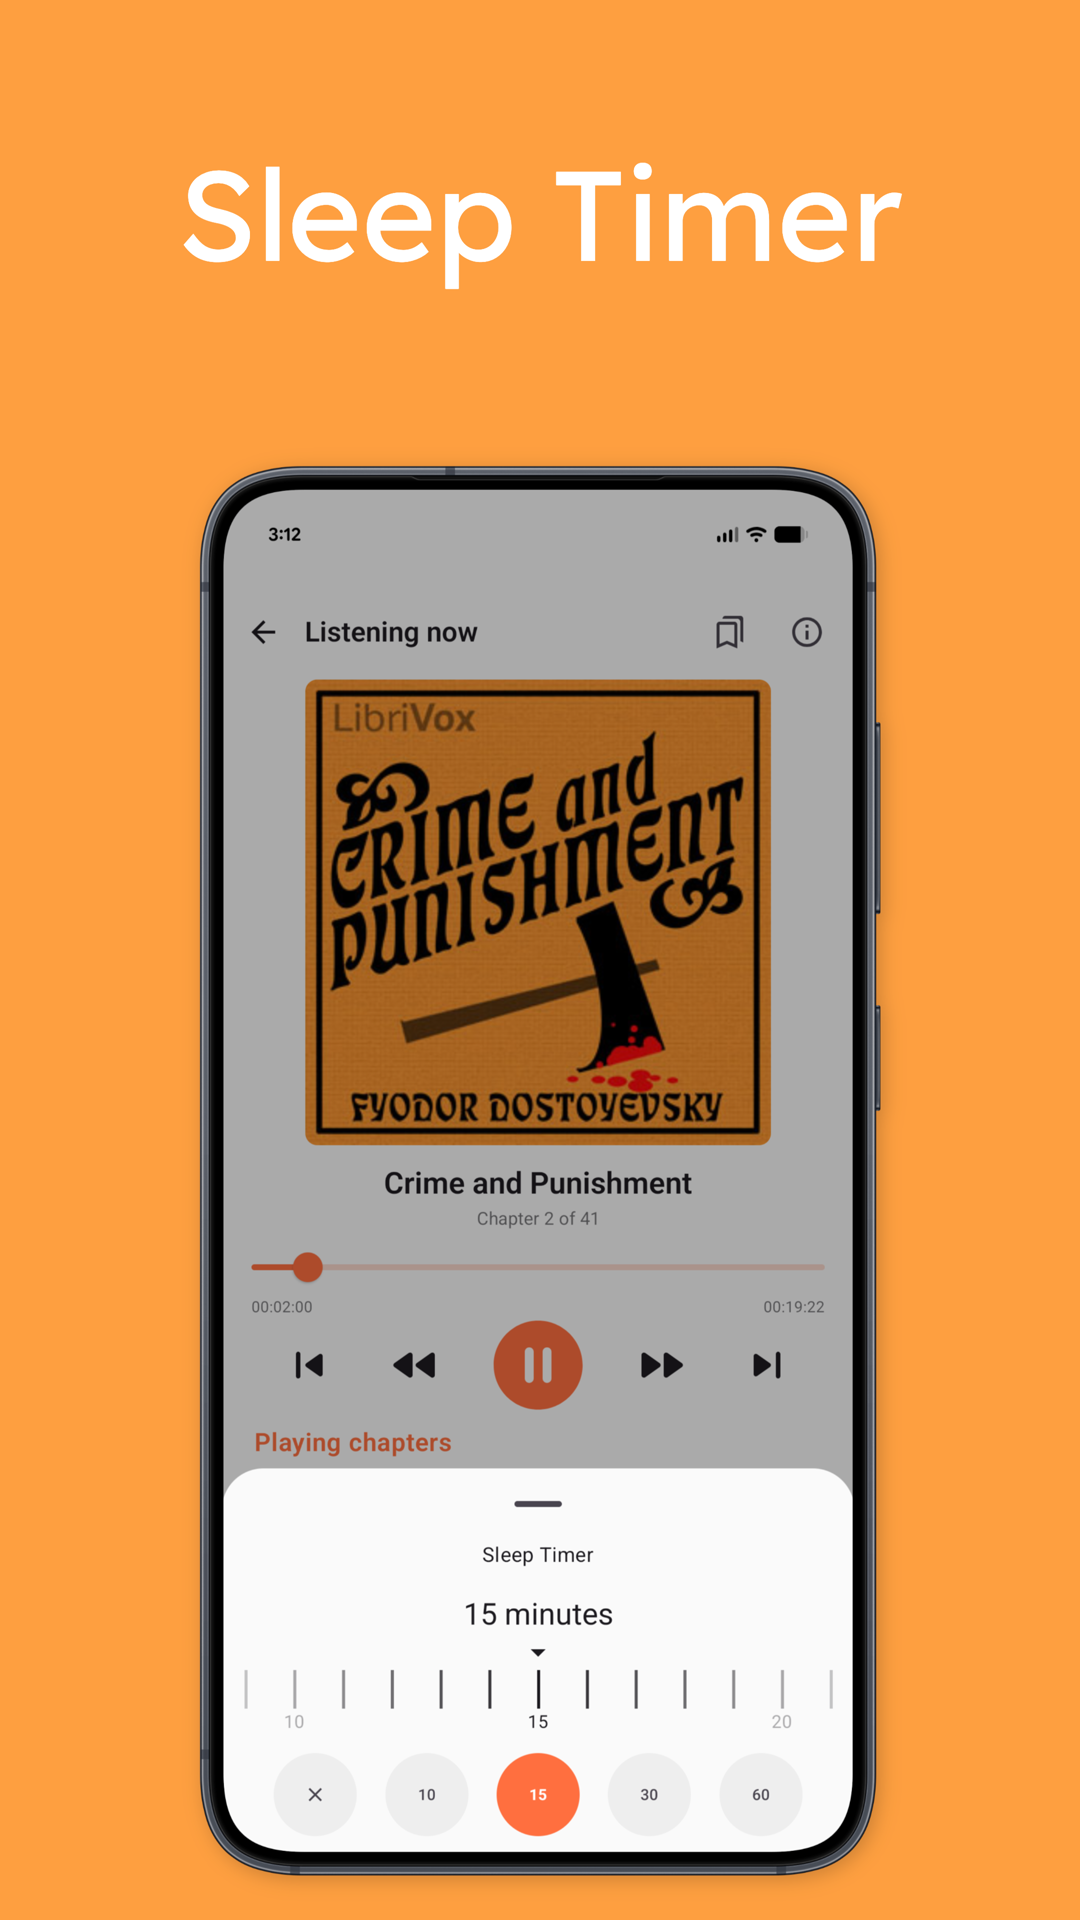 Sleep Timer
3:12
Listening now
LibriVox
CRIME and
PUNISHMENT
FYODOR DOSTOYEVSKY
Crime and Punishment
Chapter 2 of 41
00:02:00 00:19:22
Playing chapters
Sleep Timer
15 minutes
10 15 20
10 15 30 60